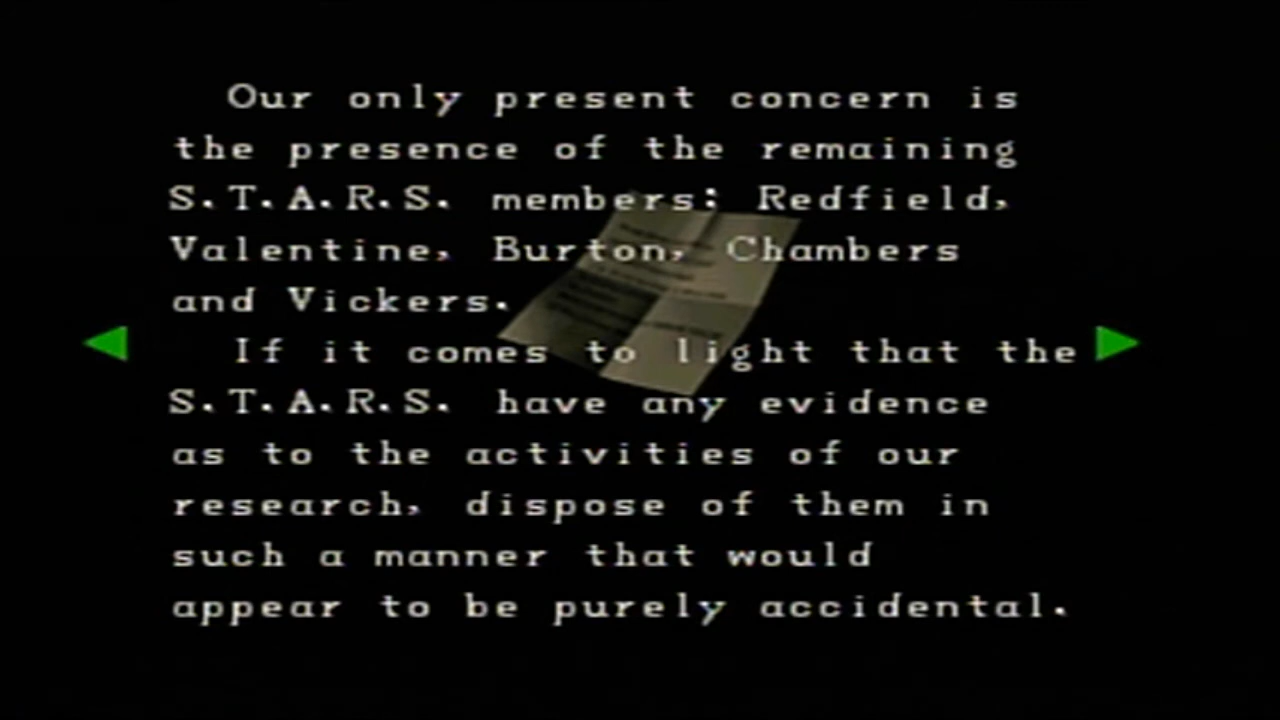 Our only present concern is
the presence of the remaining
S.T.A.R.S. members: Redfield,
Valentine, Burton, Chambers
and Vickers.
If it comes to light that the
S.T.A.R.S. have any evidence
as to the activities of our
research, dispose of them in
such a manner that would
appear to be purely accidental.